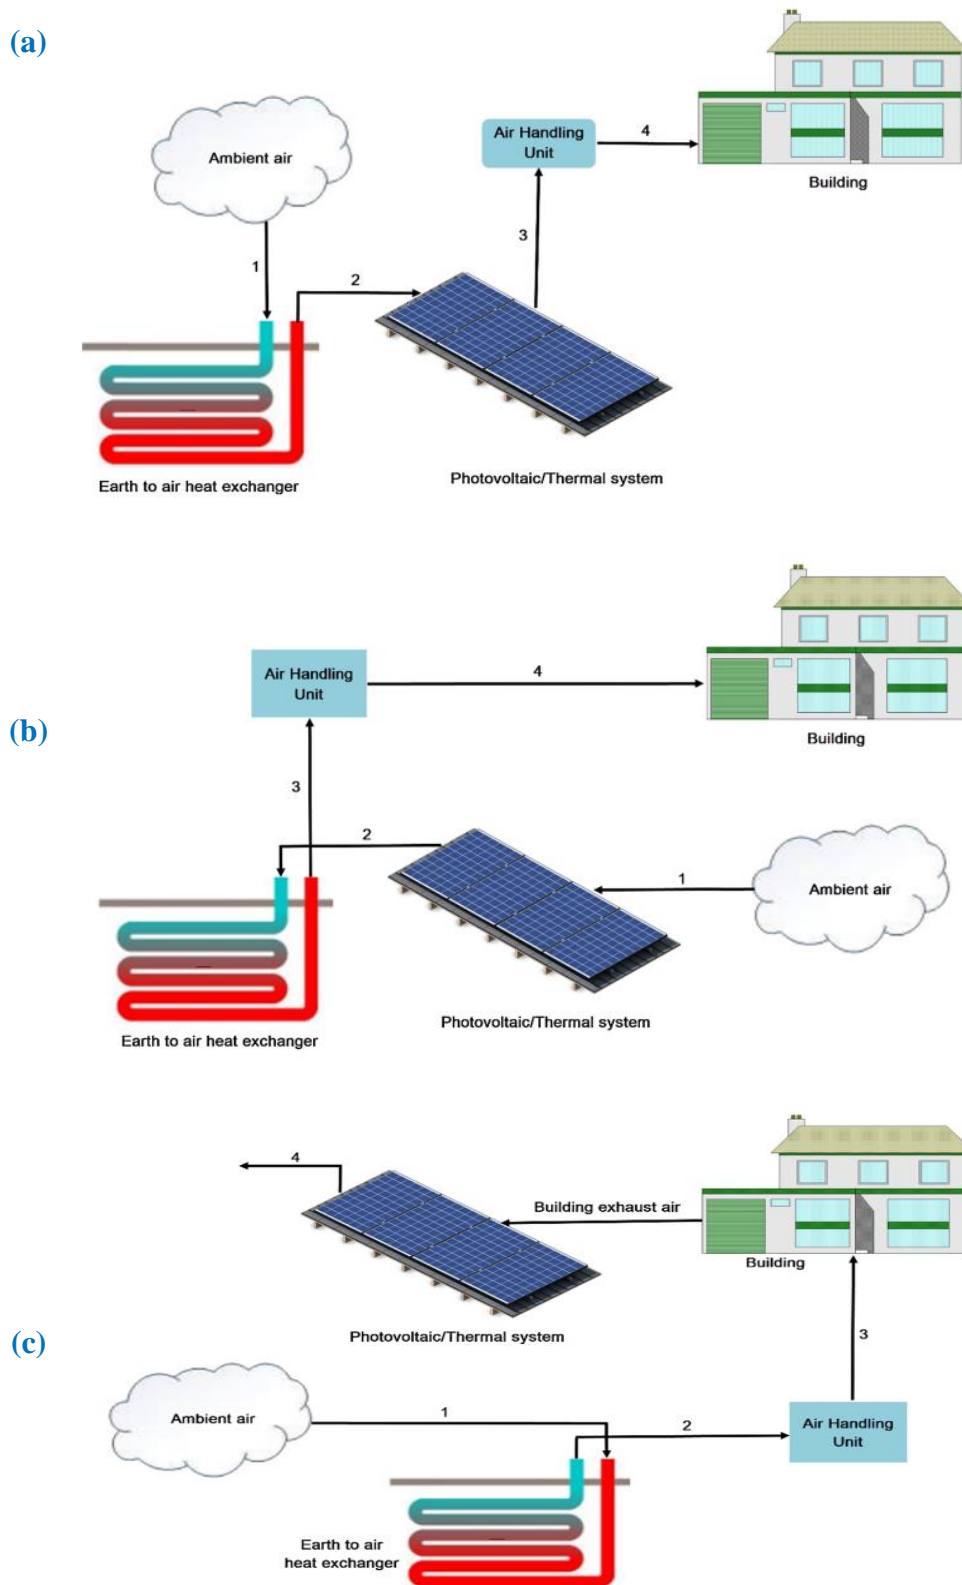 (a)
Ambient air
Air Handling
Unit
4
Building
3
1
2
Earth to air heat exchanger
Photovoltaic/Thermal system
(b)
Air Handling
Unit
4
Building
3
2
1
Ambient air
Earth to air heat exchanger
Photovoltaic/Thermal system
(c)
4
Building exhaust air
Building
Photovoltaic/Thermal system
3
Ambient air
1
2
Air Handling
Unit
Earth to air
heat exchanger